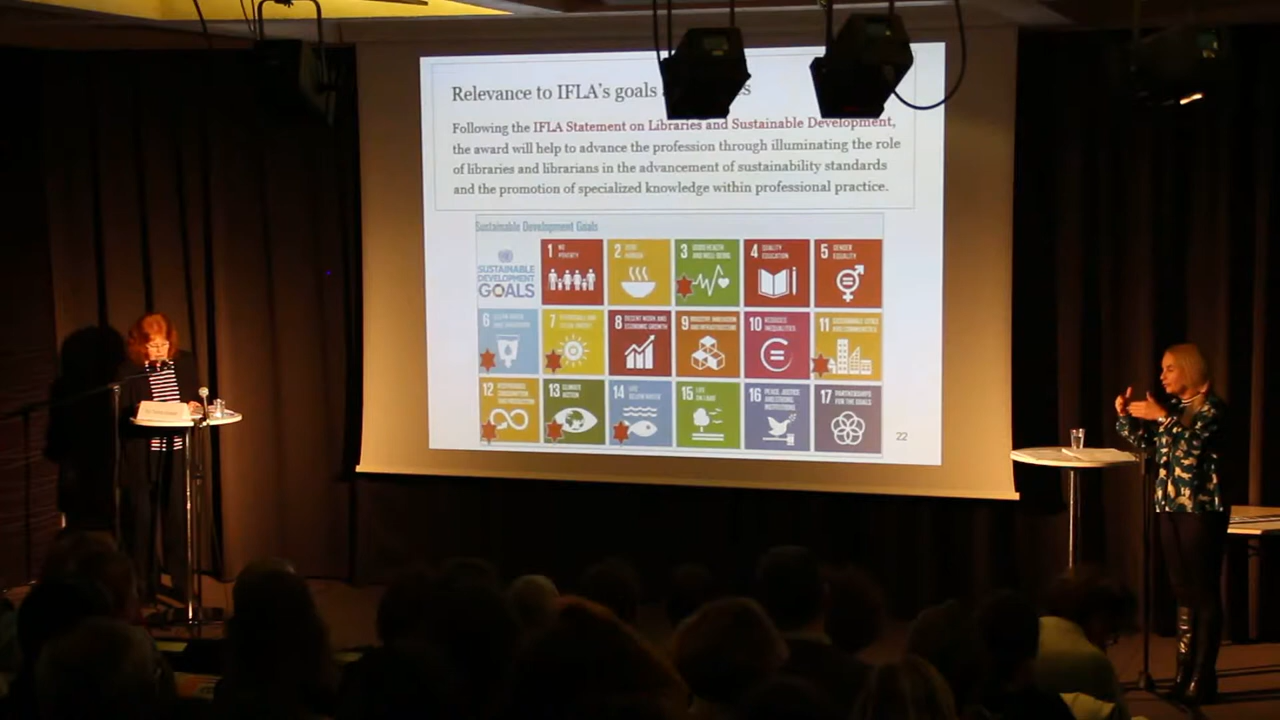 Relevance to IFLA's goals
Following the IFLA Statement on Libraries and Sustainable Development,
the award will help to advance the profession through illuminating the role
of libraries and librarians in the advancement of sustainability standards
and the promotion of specialized knowledge within professional practice.
Sustainable Development Goals
SUSTAINABLE
DEVELOPMENT
GOALS
1 NO
POVERTY
2
3 GOOD HEALTH
AND WELL-BEING
4 QUALITY
EDUCATION
5 GENDER
EQUALITY
6
7
8 DECENT WORK AND
ECONOMIC GROWTH
9 INDUSTRY, INNOVATION
AND INFRASTRUCTURE
10 REDUCED
INEQUALITIES
11 SUSTAINABLE CITIES
AND COMMUNITIES
12 RESPONSIBLE
CONSUMPTION
AND PRODUCTION
13 CLIMATE
ACTION
14 LIFE
BELOW WATER
15 LIFE
ON LAND
16 PEACE, JUSTICE
AND STRONG
INSTITUTIONS
17 PARTNERSHIPS
FOR THE GOALS
22